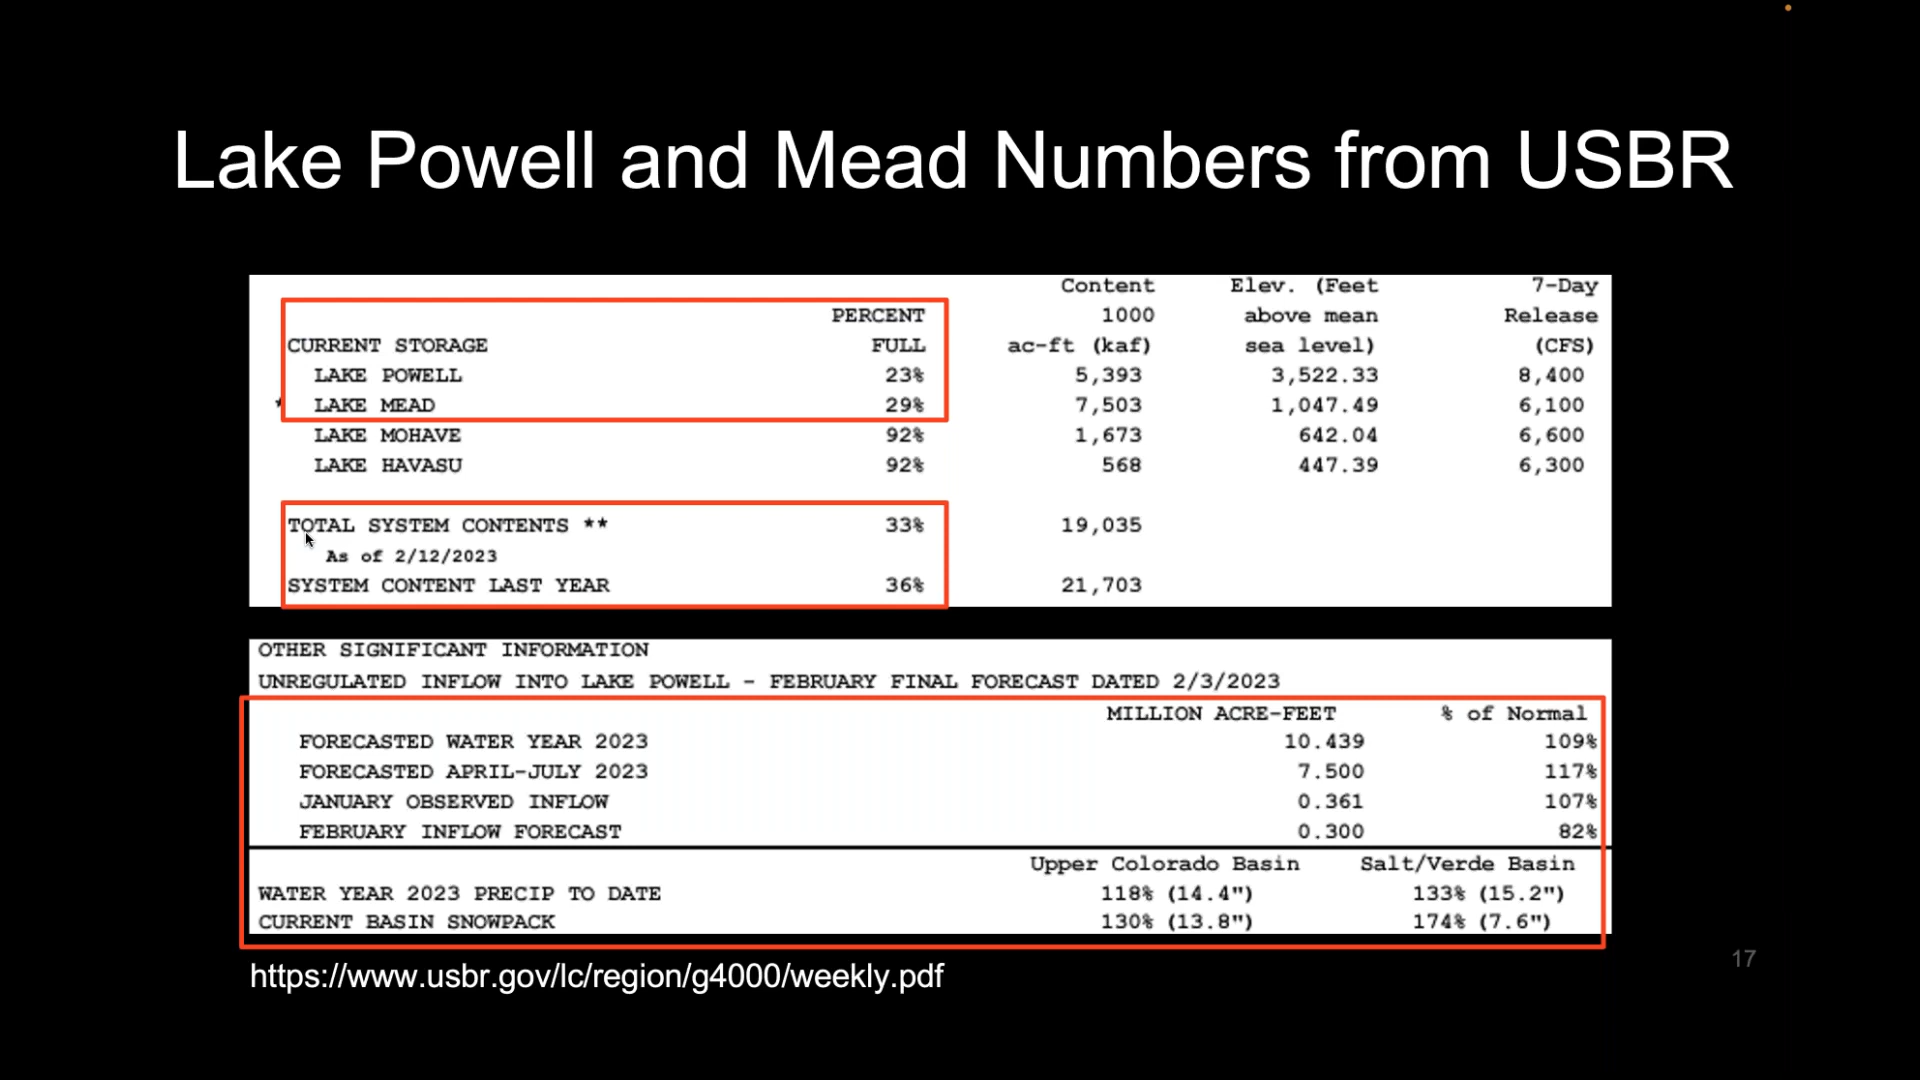 Lake Powell and Mead Numbers from USBR
Content Elev. (Feet 7-Day
PERCENT 1000 above mean Release
CURRENT STORAGE FULL ac-ft (kaf) sea level) (CFS)
LAKE POWELL 23% 5,393 3,522.33 8,400
* LAKE MEAD 29% 7,503 1,047.49 6,100
LAKE MOHAVE 92% 1,673 642.04 6,600
LAKE HAVASU 92% 568 447.39 6,300
TOTAL SYSTEM CONTENTS ** 33% 19,035
As of 2/12/2023
SYSTEM CONTENT LAST YEAR 36% 21,703
OTHER SIGNIFICANT INFORMATION
UNREGULATED INFLOW INTO LAKE POWELL - FEBRUARY FINAL FORECAST DATED 2/3/2023
MILLION ACRE-FEET % of Normal
FORECASTED WATER YEAR 2023 10.439 109%
FORECASTED APRIL-JULY 2023 7.500 117%
JANUARY OBSERVED INFLOW 0.361 107%
FEBRUARY INFLOW FORECAST 0.300 82%
Upper Colorado Basin Salt/Verde Basin
WATER YEAR 2023 PRECIP TO DATE 118% (14.4") 133% (15.2")
CURRENT BASIN SNOWPACK 130% (13.8") 174% (7.6")
17
https://www.usbr.gov/lc/region/g4000/weekly.pdf